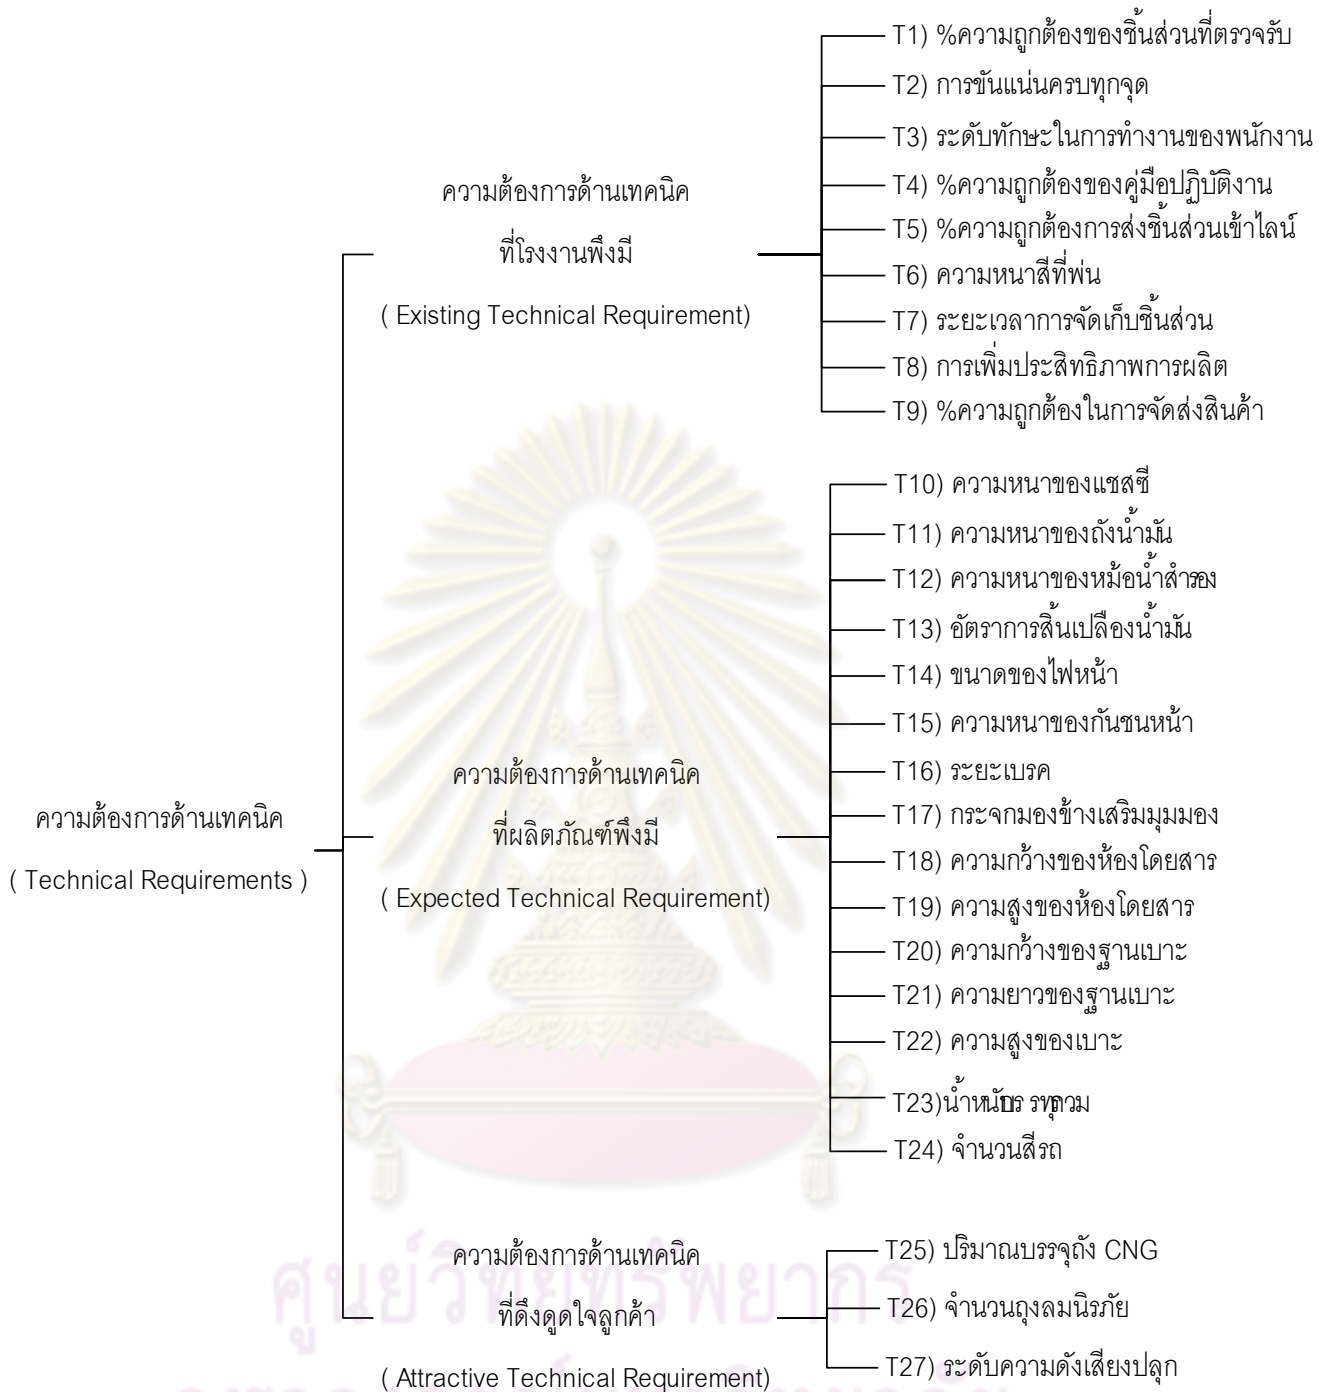 ความต้องการด้านเทคนิค
( Technical Requirements )
ความต้องการด้านเทคนิค
ที่โรงงานพึงมี
( Existing Technical Requirement)
T1) %ความถูกต้องของชิ้นส่วนที่ตรวจรับ
T2) การขันแน่นครบทุกจุด
T3) ระดับทักษะในการทำงานของพนักงาน
T4) %ความถูกต้องของคู่มือปฏิบัติงาน
T5) %ความถูกต้องการส่งชิ้นส่วนเข้าไลน์
T6) ความหนาสีที่พ่น
T7) ระยะเวลาการจัดเก็บชิ้นส่วน
T8) การเพิ่มประสิทธิภาพการผลิต
T9) %ความถูกต้องในการจัดส่งสินค้า
ความต้องการด้านเทคนิค
ที่ผลิตภัณฑ์พึงมี
( Expected Technical Requirement)
T10) ความหนาของแชสซี
T11) ความหนาของถังน้ำมัน
T12) ความหนาของหม้อน้ำสำรอง
T13) อัตราการสิ้นเปลืองน้ำมัน
T14) ขนาดของไฟหน้า
T15) ความหนาของกันชนหน้า
T16) ระยะเบรค
T17) กระจกมองข้างเสริมมุมมอง
T18) ความกว้างของห้องโดยสาร
T19) ความสูงของห้องโดยสาร
T20) ความกว้างของฐานเบาะ
T21) ความยาวของฐานเบาะ
T22) ความสูงของเบาะ
T23)
T24) จำนวนสีรถ
ความต้องการด้านเทคนิค
ที่ดึงดูดใจลูกค้า
( Attractive Technical Requirement)
T25) ปริมาณบรรจุถัง CNG
T26) จำนวนถุงลมนิรภัย
T27) ระดับความดังเสียงปลุก
ศูนย์วิทยทรัพยากร